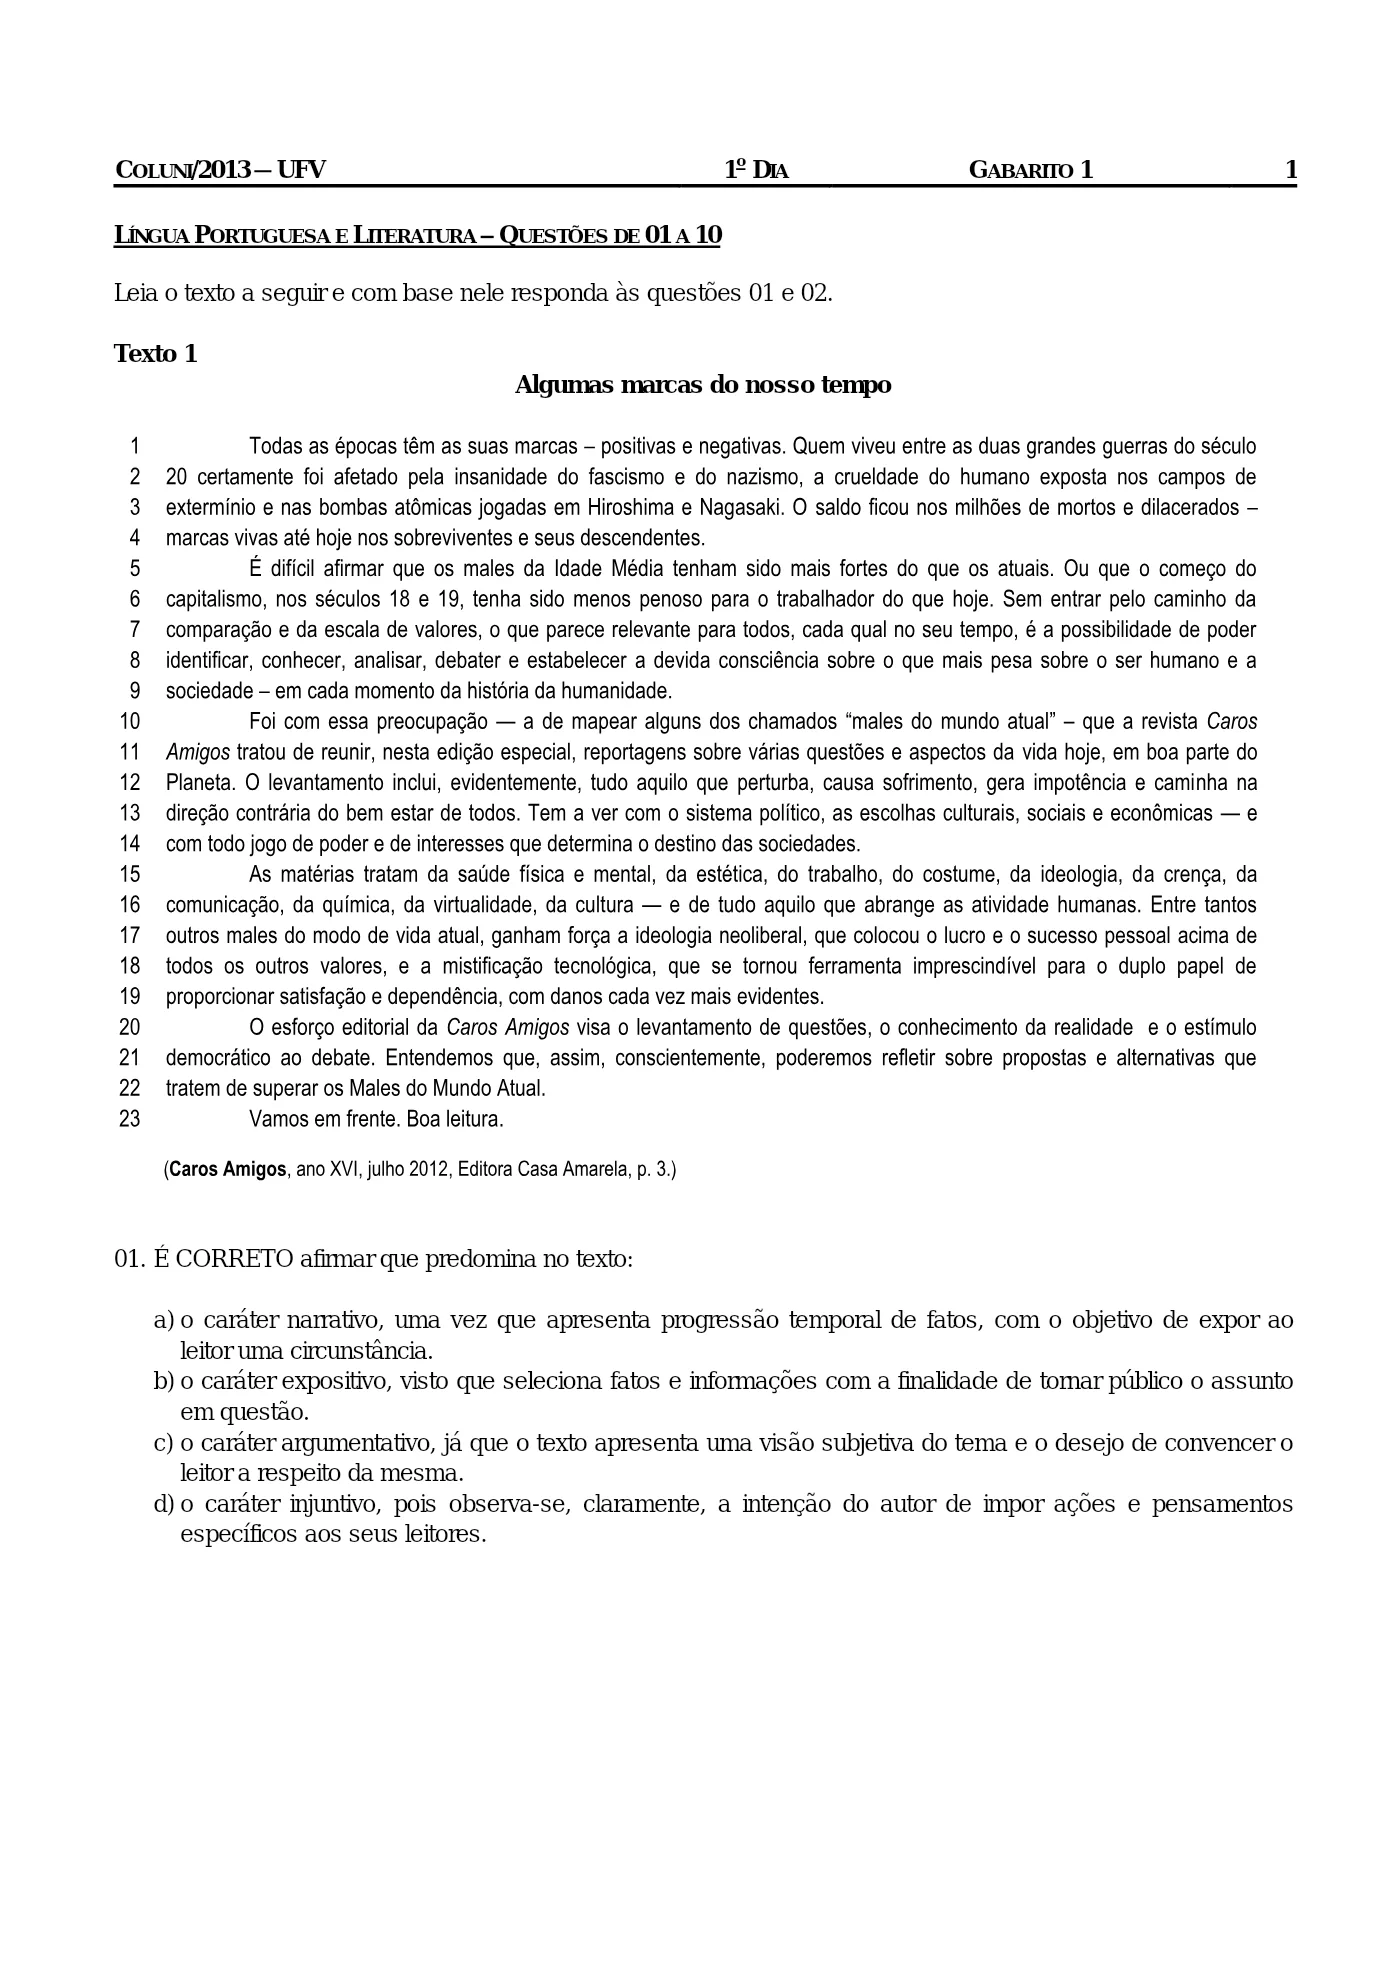 COLUNI/2013 – UFV 1º DIA GABARITO 1 1
LÍNGUA PORTUGUESA E LITERATURA – QUESTÕES DE 01 A 10
Leia o texto a seguir e com base nele responda às questões 01 e 02.
Texto 1
Algumas marcas do nosso tempo
1 Todas as épocas têm as suas marcas – positivas e negativas. Quem viveu entre as duas grandes guerras do século
2 20 certamente foi afetado pela insanidade do fascismo e do nazismo, a crueldade do humano exposta nos campos de
3 extermínio e nas bombas atômicas jogadas em Hiroshima e Nagasaki. O saldo ficou nos milhões de mortos e dilacerados –
4 marcas vivas até hoje nos sobreviventes e seus descendentes.
5 É difícil afirmar que os males da Idade Média tenham sido mais fortes do que os atuais. Ou que o começo do
6 capitalismo, nos séculos 18 e 19, tenha sido menos penoso para o trabalhador do que hoje. Sem entrar pelo caminho da
7 comparação e da escala de valores, o que parece relevante para todos, cada qual no seu tempo, é a possibilidade de poder
8 identificar, conhecer, analisar, debater e estabelecer a devida consciência sobre o que mais pesa sobre o ser humano e a
9 sociedade – em cada momento da história da humanidade.
10 Foi com essa preocupação — a de mapear alguns dos chamados “males do mundo atual” – que a revista Caros
11 Amigos tratou de reunir, nesta edição especial, reportagens sobre várias questões e aspectos da vida hoje, em boa parte do
12 Planeta. O levantamento inclui, evidentemente, tudo aquilo que perturba, causa sofrimento, gera impotência e caminha na
13 direção contrária do bem estar de todos. Tem a ver com o sistema político, as escolhas culturais, sociais e econômicas — e
14 com todo jogo de poder e de interesses que determina o destino das sociedades.
15 As matérias tratam da saúde física e mental, da estética, do trabalho, do costume, da ideologia, da crença, da
16 comunicação, da química, da virtualidade, da cultura — e de tudo aquilo que abrange as atividade humanas. Entre tantos
17 outros males do modo de vida atual, ganham força a ideologia neoliberal, que colocou o lucro e o sucesso pessoal acima de
18 todos os outros valores, e a mistificação tecnológica, que se tornou ferramenta imprescindível para o duplo papel de
19 proporcionar satisfação e dependência, com danos cada vez mais evidentes.
20 O esforço editorial da Caros Amigos visa o levantamento de questões, o conhecimento da realidade e o estímulo
21 democrático ao debate. Entendemos que, assim, conscientemente, poderemos refletir sobre propostas e alternativas que
22 tratem de superar os Males do Mundo Atual.
23 Vamos em frente. Boa leitura.
(Caros Amigos, ano XVI, julho 2012, Editora Casa Amarela, p. 3.)
01. É CORRETO afirmar que predomina no texto:
a) o caráter narrativo, uma vez que apresenta progressão temporal de fatos, com o objetivo de expor ao
leitor uma circunstância.
b) o caráter expositivo, visto que seleciona fatos e informações com a finalidade de tornar público o assunto
em questão.
c) o caráter argumentativo, já que o texto apresenta uma visão subjetiva do tema e o desejo de convencer o
leitor a respeito da mesma.
d) o caráter injuntivo, pois observa-se, claramente, a intenção do autor de impor ações e pensamentos
específicos aos seus leitores.